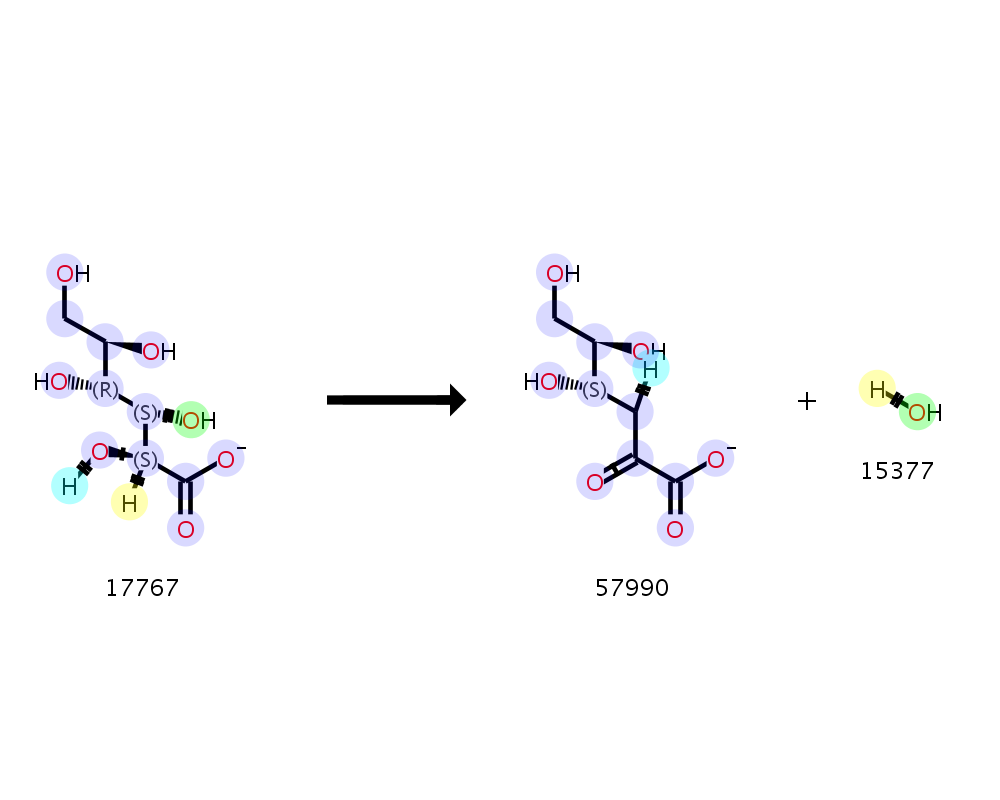 OH OH
OH OH
H
HO (R) HO (S) H OH
+
(S) OH
O (S) O⁻ O O⁻ 15377
H H
O O
17767 57990